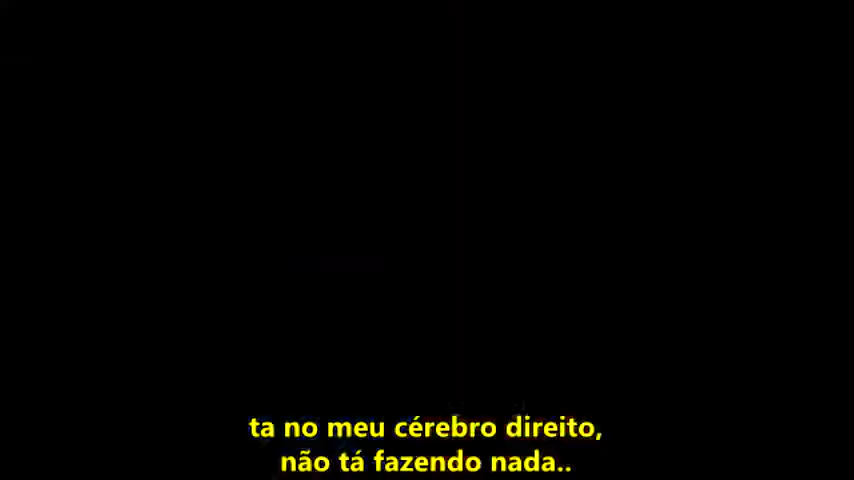 ta no meu cérebro direito,
não tá fazendo nada..